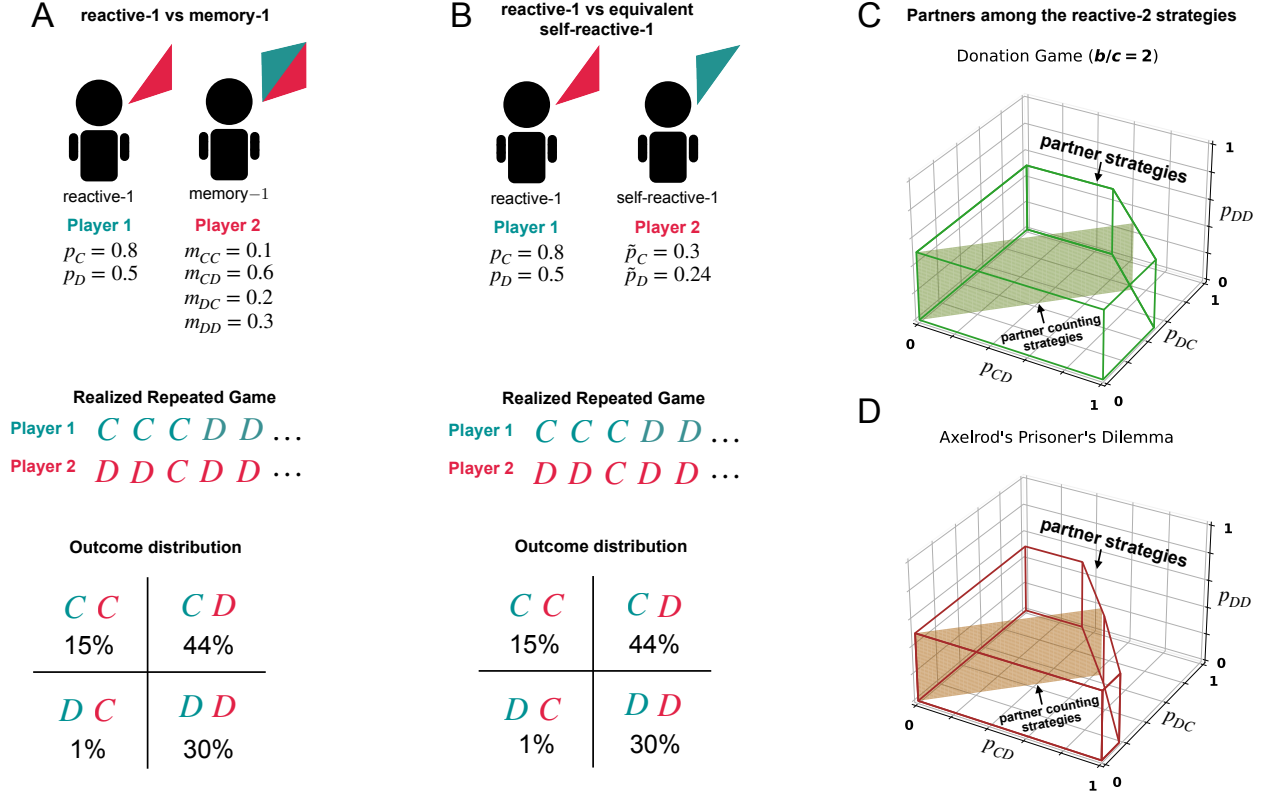 A
reactive-1 vs memory-1
reactive-1
memory−1
Player 1
Player 2
p_C = 0.8
p_D = 0.5
m_CC = 0.1
m_CD = 0.6
m_DC = 0.2
m_DD = 0.3
Realized Repeated Game
Player 1 C C C D D ...
Player 2 D D C D D ...
Outcome distribution
C C
C D
15%
44%
D C
D D
1%
30%
B
reactive-1 vs equivalent
self-reactive-1
reactive-1
self-reactive-1
Player 1
Player 2
p_C = 0.8
p_D = 0.5
p̃_C = 0.3
p̃_D = 0.24
Realized Repeated Game
Player 1 C C C D D ...
Player 2 D D C D D ...
Outcome distribution
C C
C D
15%
44%
D C
D D
1%
30%
C
Partners among the reactive-2 strategies
Donation Game (b/c = 2)
partner strategies
partner counting
strategies
1
p_DD
0
1
p_DC
0
p_CD
1
0
D
Axelrod's Prisoner's Dilemma
partner strategies
partner counting
strategies
1
p_DD
0
1
p_DC
0
p_CD
1
0